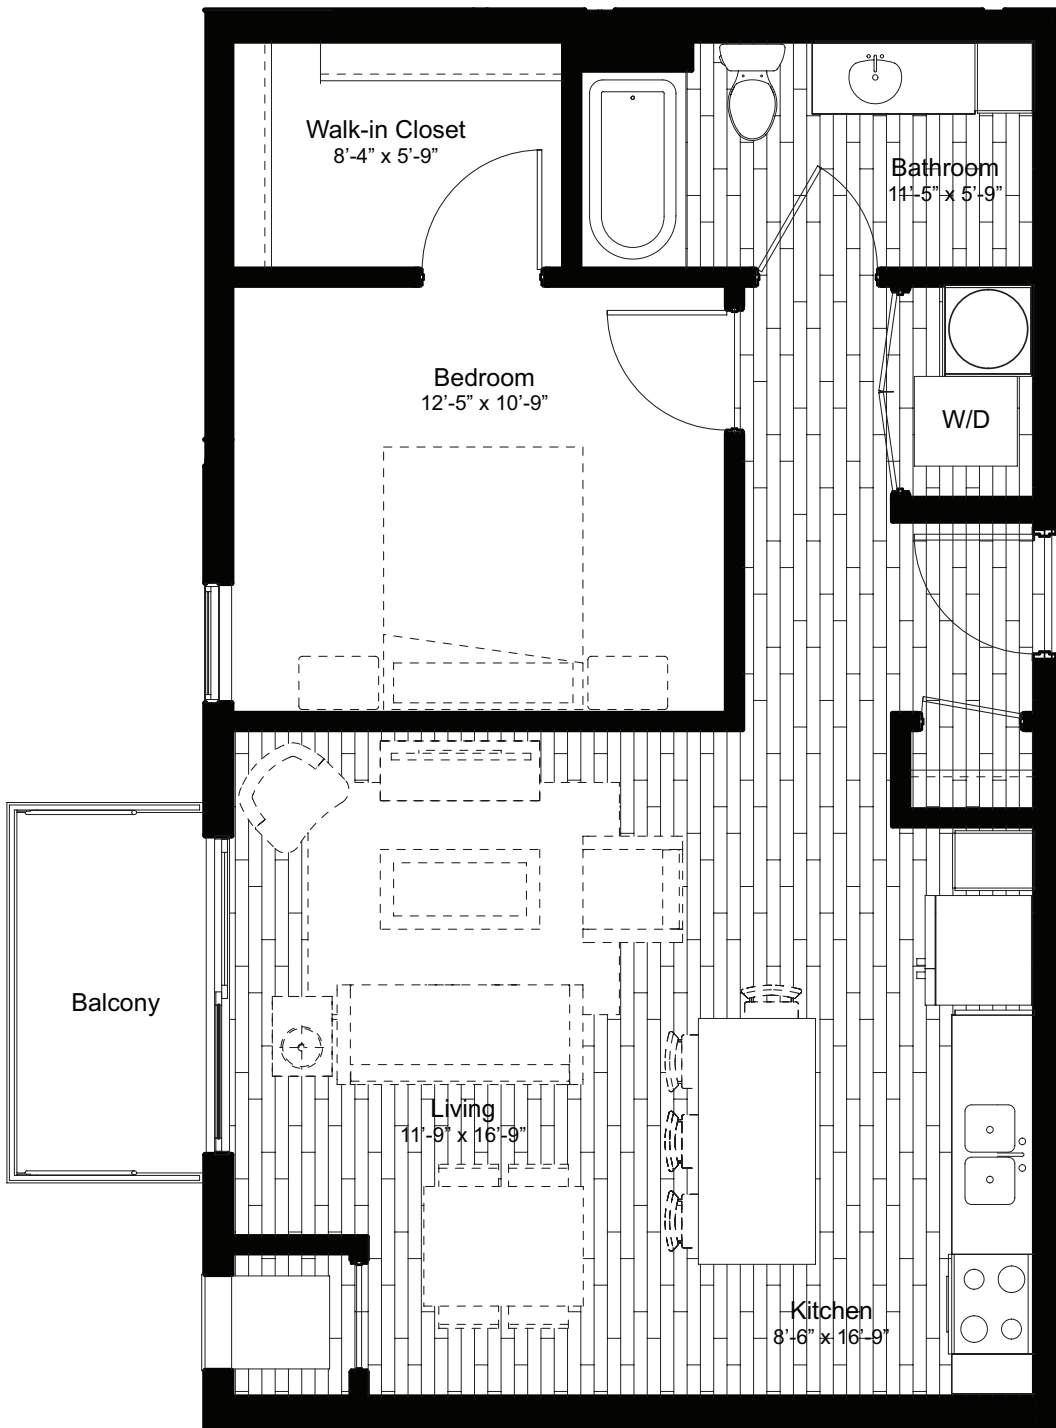 Walk-in Closet
8’-4” x 5’-9”
Bathroom
11’-5” x 5’-9”
Bedroom
12’-5” x 10’-9”
W/D
Balcony
Living
11’-9” x 16’-9”
Kitchen
8’-6” x 16’-9”